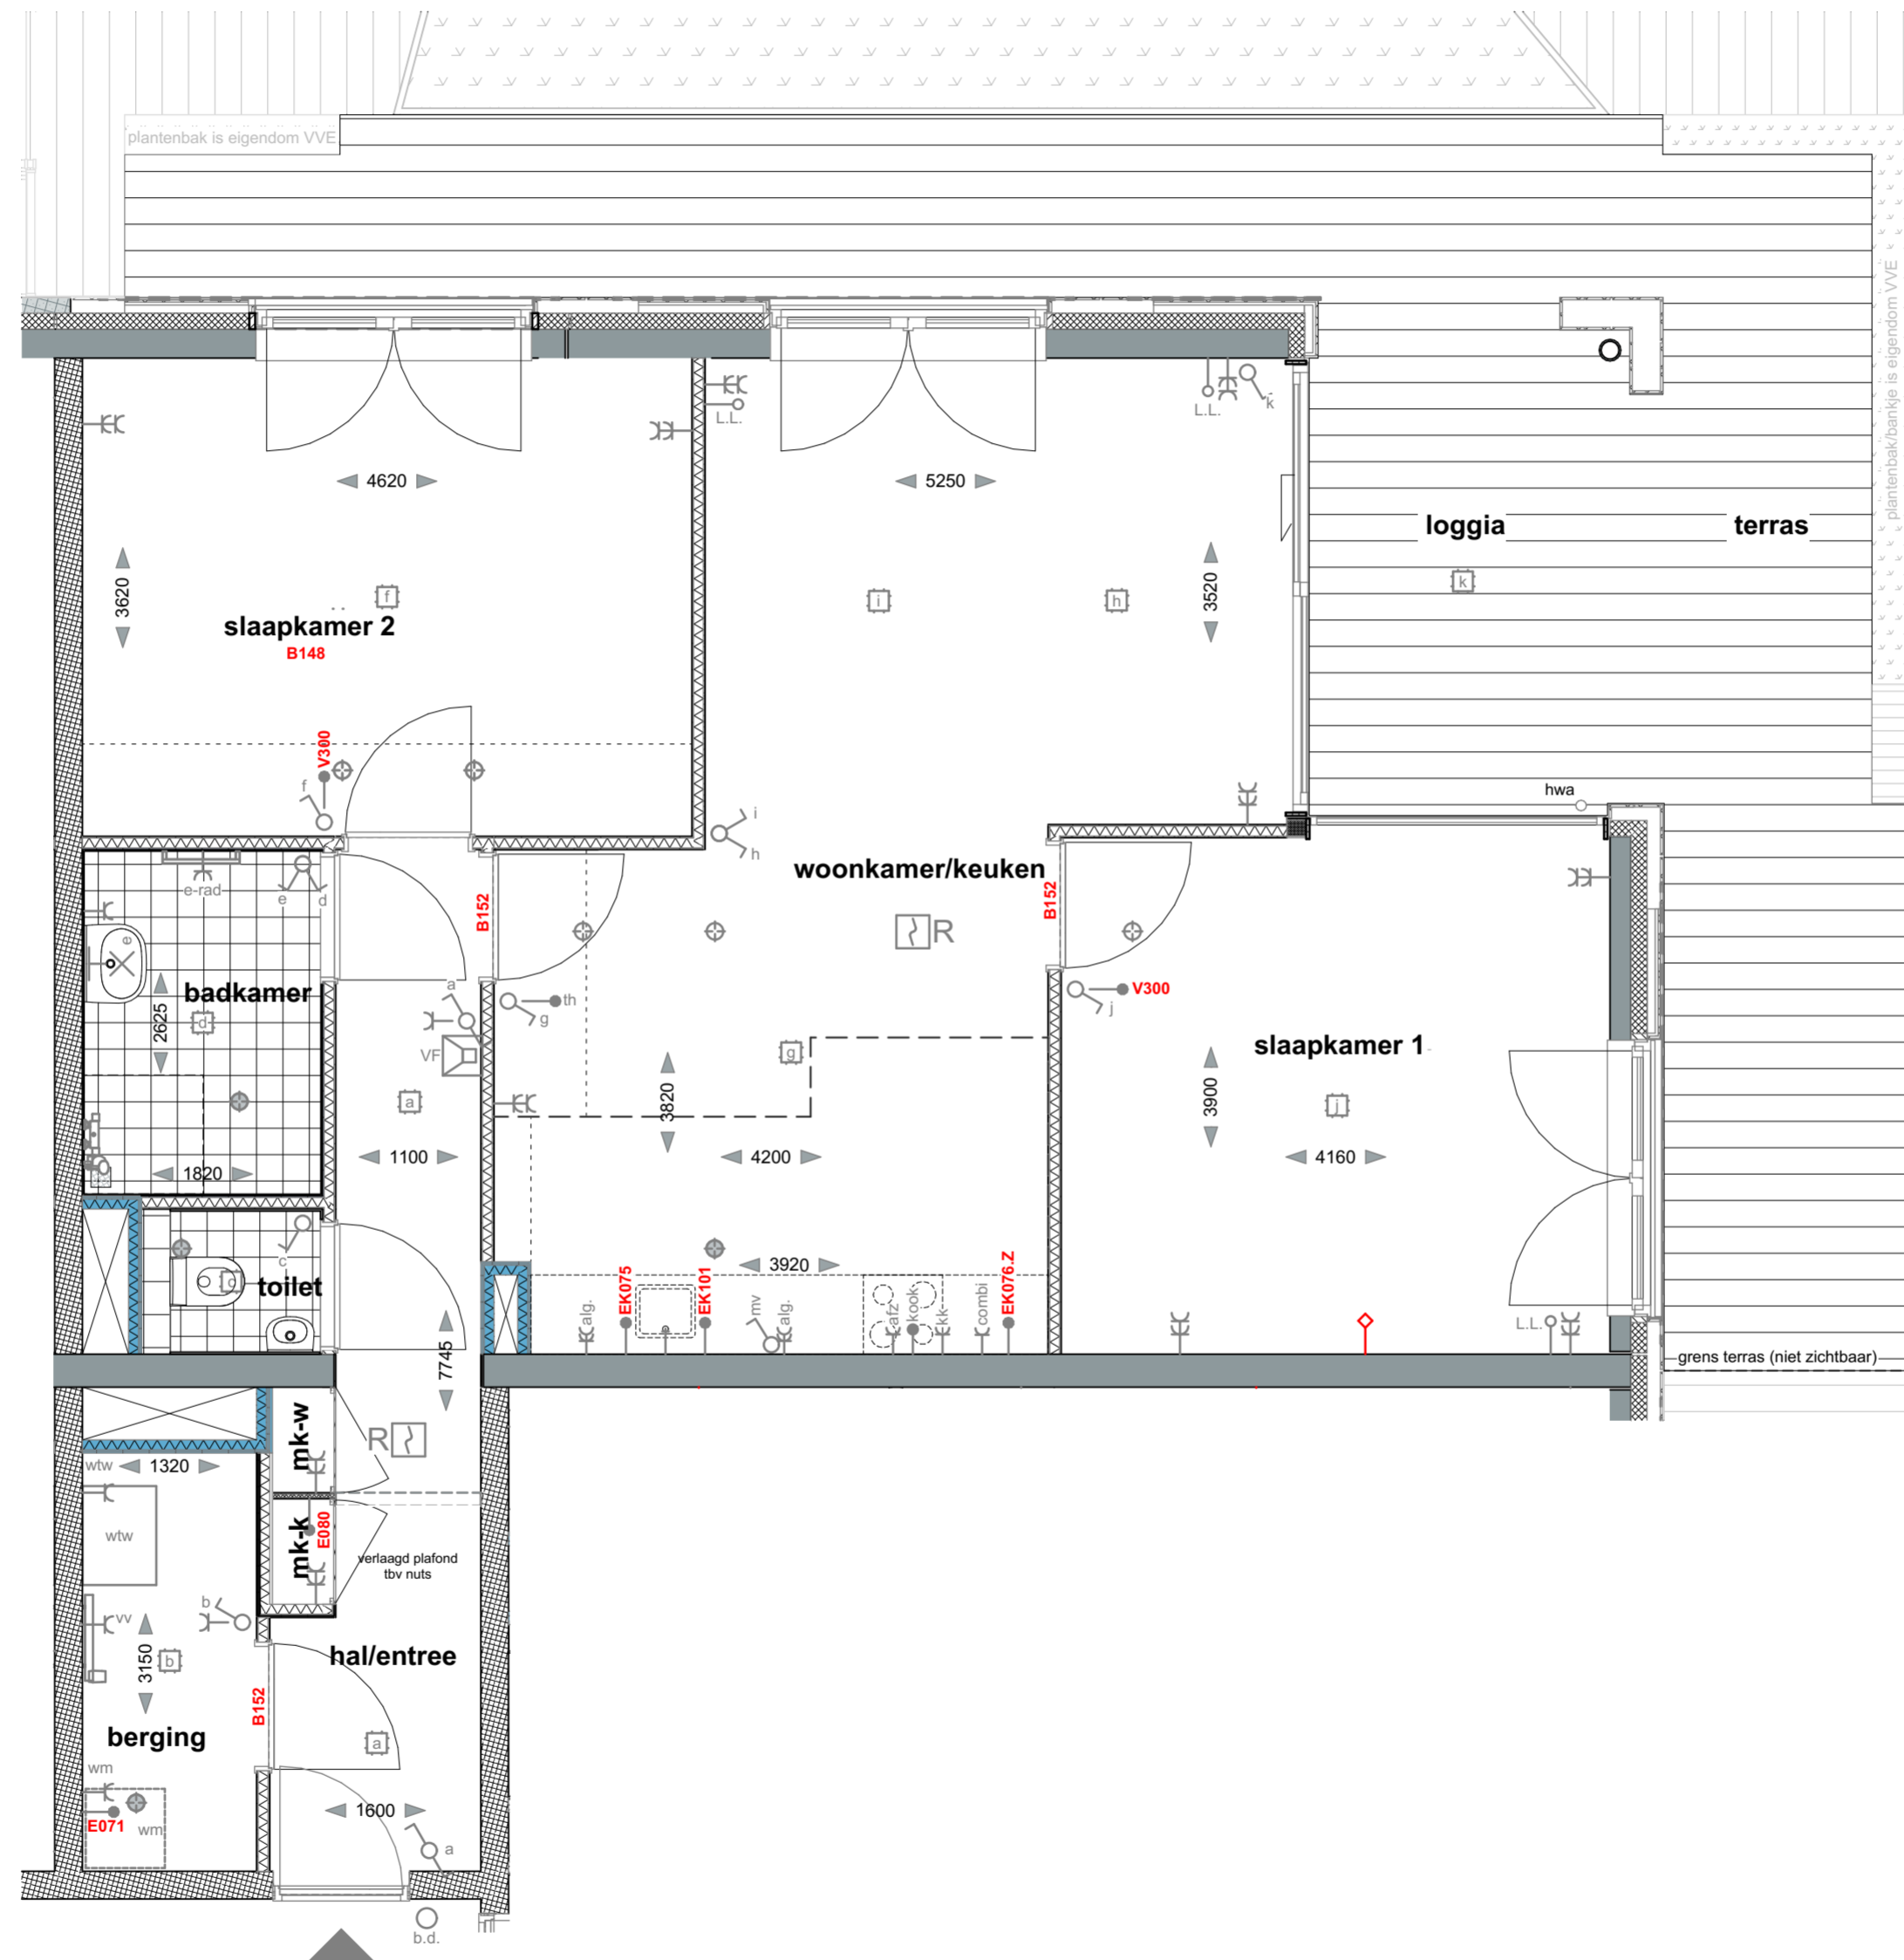 plantenbak is eigendom VVE
plantenbak/bankje is eigendom VVE
L.L.
L.L.
k
4620
5250
loggia
terras
3620
f
i
h
3520
k
slaapkamer 2
B148
V300
f
hwa
i
h
woonkamer/keuken
e-rad
e
d
B152
B152
R
e
badkamer
d
2625
a
th
g
V300
j
VF
g
slaapkamer 1
a
3820
3900
j
1820
1100
4200
4160
c
c
toilet
3920
alg.
EK075
EK101
mv
alg.
afz
kook
kk
combi
EK076.Z
L.L.
grens terras (niet zichtbaar)
7745
mk-w
R
wtw
1320
wtw
mk-k
E080
verlaagd plafond
tbv nuts
b
vv
3150
b
hal/entree
B152
berging
a
wm
E071
wm
1600
a
b.d.